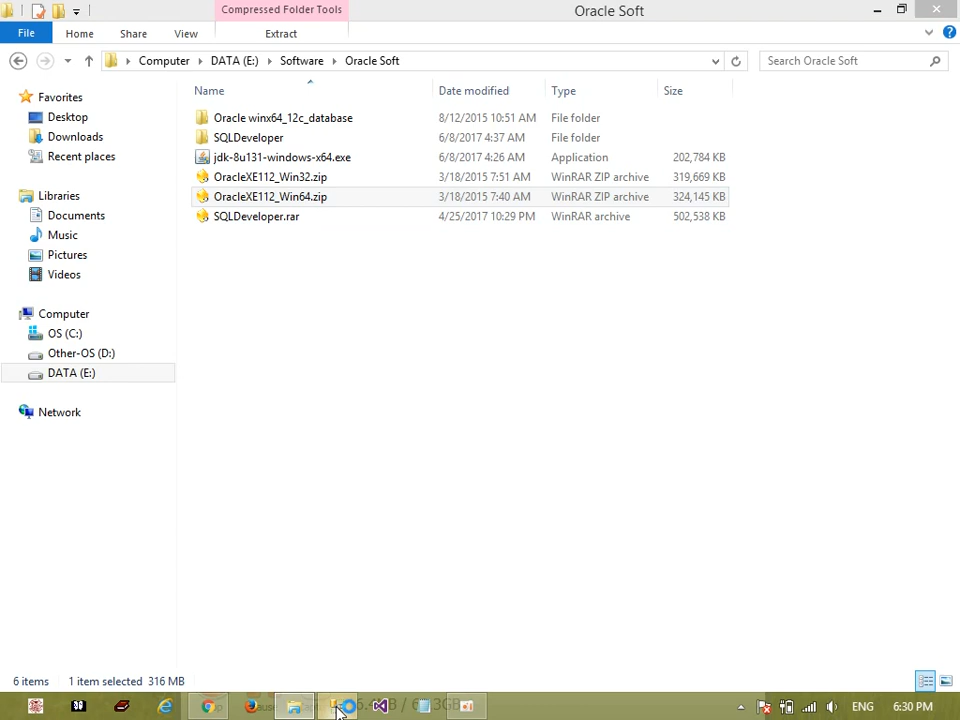 Compressed Folder Tools
Oracle Soft
File
Home
Share
View
Extract
Computer
DATA (E:)
Software
Oracle Soft
Search Oracle Soft
Name
Date modified
Type
Size
Favorites
Desktop
Downloads
Recent places
Libraries
Documents
Music
Pictures
Videos
Computer
OS (C:)
Other-OS (D:)
DATA (E:)
Network
Oracle winx64_12c_database 8/12/2015 10:51 AM File folder
SQLDeveloper 6/8/2017 4:37 AM File folder
jdk-8u131-windows-x64.exe 6/8/2017 4:26 AM Application 202,784 KB
OracleXE112_Win32.zip 3/18/2015 7:51 AM WinRAR ZIP archive 319,669 KB
OracleXE112_Win64.zip 3/18/2015 7:40 AM WinRAR ZIP archive 324,145 KB
SQLDeveloper.rar 4/25/2017 10:29 PM WinRAR archive 502,538 KB
6 items 1 item selected 316 MB
ENG
6:30 PM